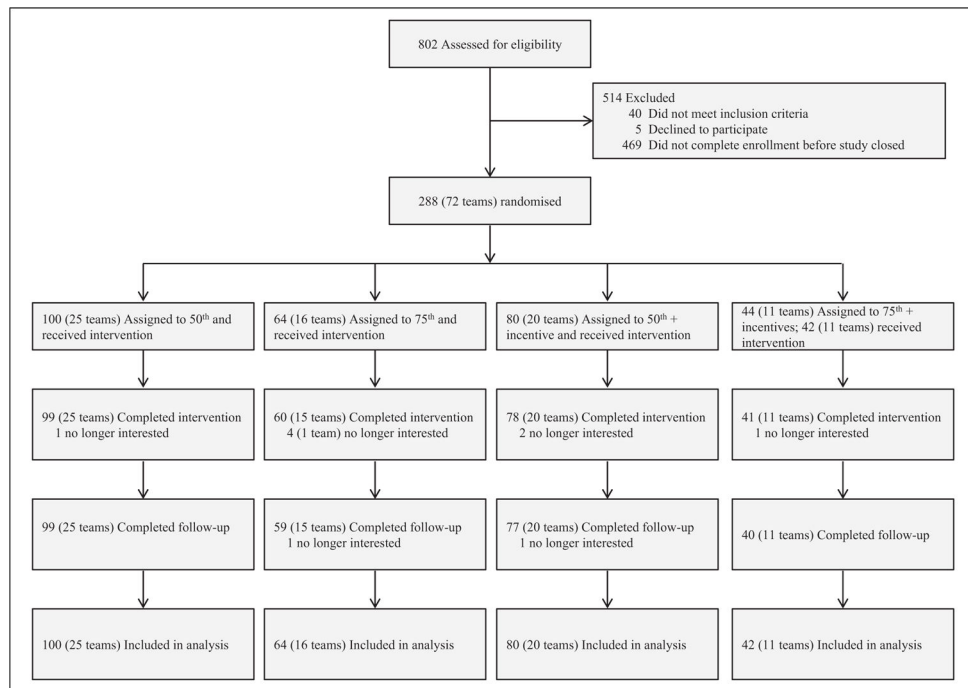 802 Assessed for eligibility
514 Excluded
40 Did not meet inclusion criteria
5 Declined to participate
469 Did not complete enrollment before study closed
288 (72 teams) randomised
100 (25 teams) Assigned to 50th and
received intervention
64 (16 teams) Assigned to 75th and
received intervention
80 (20 teams) Assigned to 50th +
incentive and received intervention
44 (11 teams) Assigned to 75th +
incentives; 42 (11 teams) received
intervention
99 (25 teams) Completed intervention
1 no longer interested
60 (15 teams) Completed intervention
4 (1 team) no longer interested
78 (20 teams) Completed intervention
2 no longer interested
41 (11 teams) Completed intervention
1 no longer interested
99 (25 teams) Completed follow-up
59 (15 teams) Completed follow-up
1 no longer interested
77 (20 teams) Completed follow-up
1 no longer interested
40 (11 teams) Completed follow-up
100 (25 teams) Included in analysis
64 (16 teams) Included in analysis
80 (20 teams) Included in analysis
42 (11 teams) Included in analysis